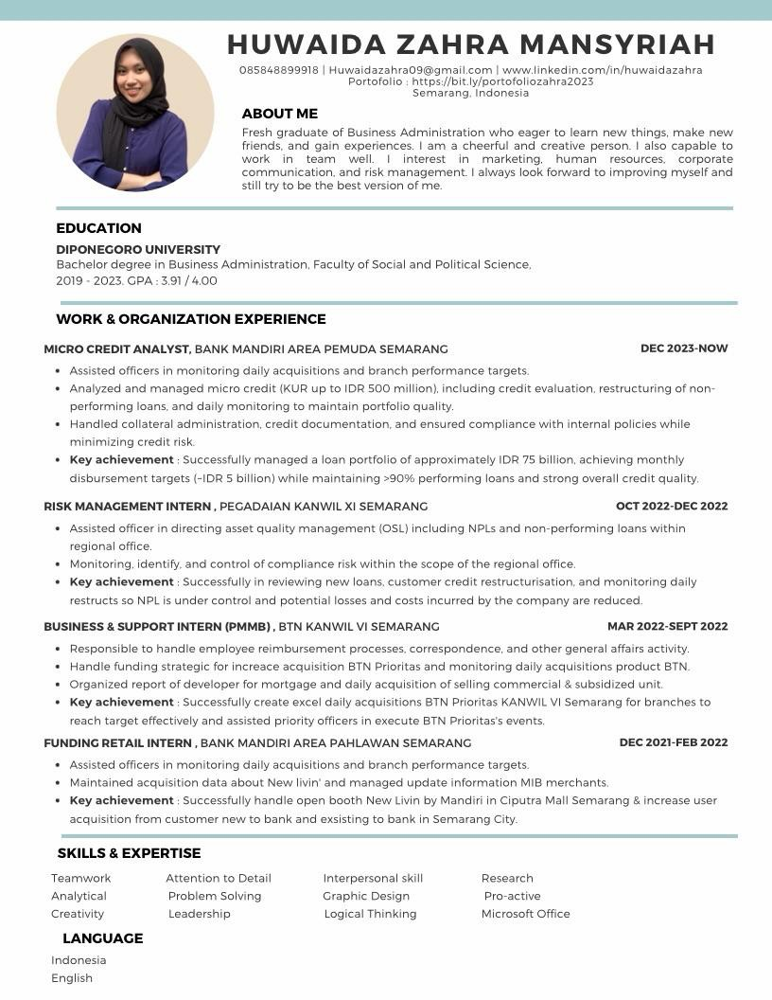 HUWAIDA ZAHRA MANSYRIAH
085848899918 | Huwaidazahra09@gmail.com | www.linkedin.com/in/huwaidazahra
Portofolio : https://bit.ly/portofoliozahra2023
Semarang, Indonesia
ABOUT ME
Fresh graduate of Business Administration who eager to learn new things, make new
friends, and gain experiences. I am a cheerful and creative person. I also capable to
work in team well. I interest in marketing, human resources, corporate
communication, and risk management. I always look forward to improving myself and
still try to be the best version of me.
EDUCATION
DIPONEGORO UNIVERSITY
Bachelor degree in Business Administration, Faculty of Social and Political Science,
2019 - 2023. GPA : 3.91 / 4.00
WORK & ORGANIZATION EXPERIENCE
MICRO CREDIT ANALYST, BANK MANDIRI AREA PEMUDA SEMARANG DEC 2023-NOW
• Assisted officers in monitoring daily acquisitions and branch performance targets.
• Analyzed and managed micro credit (KUR up to IDR 500 million), including credit evaluation, restructuring of non-
performing loans, and daily monitoring to maintain portfolio quality.
• Handled collateral administration, credit documentation, and ensured compliance with internal policies while
minimizing credit risk.
• Key achievement : Successfully managed a loan portfolio of approximately IDR 75 billion, achieving monthly
disbursement targets (~IDR 5 billion) while maintaining >90% performing loans and strong overall credit quality.
RISK MANAGEMENT INTERN , PEGADAIAN KANWIL XI SEMARANG OCT 2022-DEC 2022
• Assisted officer in directing asset quality management (OSL) including NPLs and non-performing loans within
regional office.
• Monitoring, identify, and control of compliance risk within the scope of the regional office.
• Key achievement : Successfully in reviewing new loans, customer credit restructurisation, and monitoring daily
restructs so NPL is under control and potential losses and costs incurred by the company are reduced.
BUSINESS & SUPPORT INTERN (PMMB) , BTN KANWIL VI SEMARANG MAR 2022-SEPT 2022
• Responsible to handle employee reimbursement processes, correspondence, and other general affairs activity.
• Handle funding strategic for increace acquisition BTN Prioritas and monitoring daily acquisitions product BTN.
• Organized report of developer for mortgage and daily acquisition of selling commercial & subsidized unit.
• Key achievement : Successfully create excel daily acquisitions BTN Prioritas KANWIL VI Semarang for branches to
reach target effectively and assisted priority officers in execute BTN Prioritas's events.
FUNDING RETAIL INTERN , BANK MANDIRI AREA PAHLAWAN SEMARANG DEC 2021-FEB 2022
• Assisted officers in monitoring daily acquisitions and branch performance targets.
• Maintained acquisition data about New livin' and managed update information MIB merchants.
• Key achievement : Successfully handle open booth New Livin by Mandiri in Ciputra Mall Semarang & increase user
acquisition from customer new to bank and exsisting to bank in Semarang City.
SKILLS & EXPERTISE
Teamwork Attention to Detail Interpersonal skill Research
Analytical Problem Solving Graphic Design Pro-active
Creativity Leadership Logical Thinking Microsoft Office
LANGUAGE
Indonesia
English